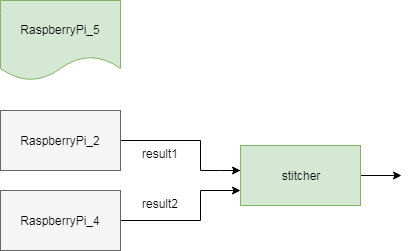 RaspberryPi_5
RaspberryPi_2
result1
stitcher
result2
RaspberryPi_4